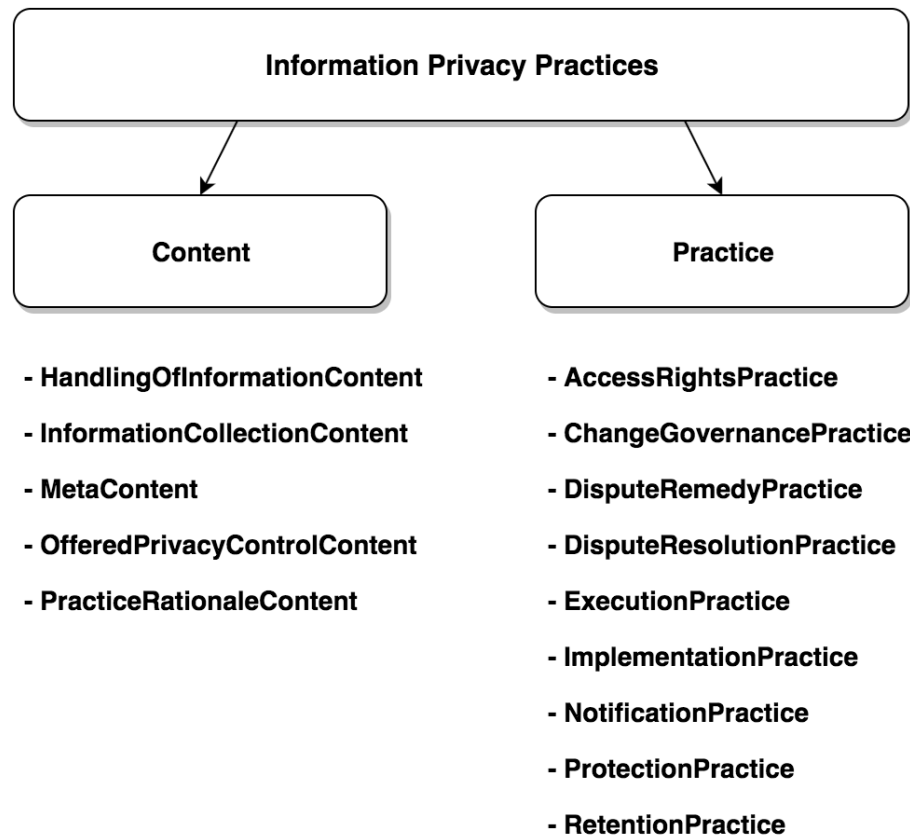 Information Privacy Practices
Content
- HandlingOfInformationContent
- InformationCollectionContent
- MetaContent
- OfferedPrivacyControlContent
- PracticeRationaleContent
Practice
- AccessRightsPractice
- ChangeGovernancePractice
- DisputeRemedyPractice
- DisputeResolutionPractice
- ExecutionPractice
- ImplementationPractice
- NotificationPractice
- ProtectionPractice
- RetentionPractice